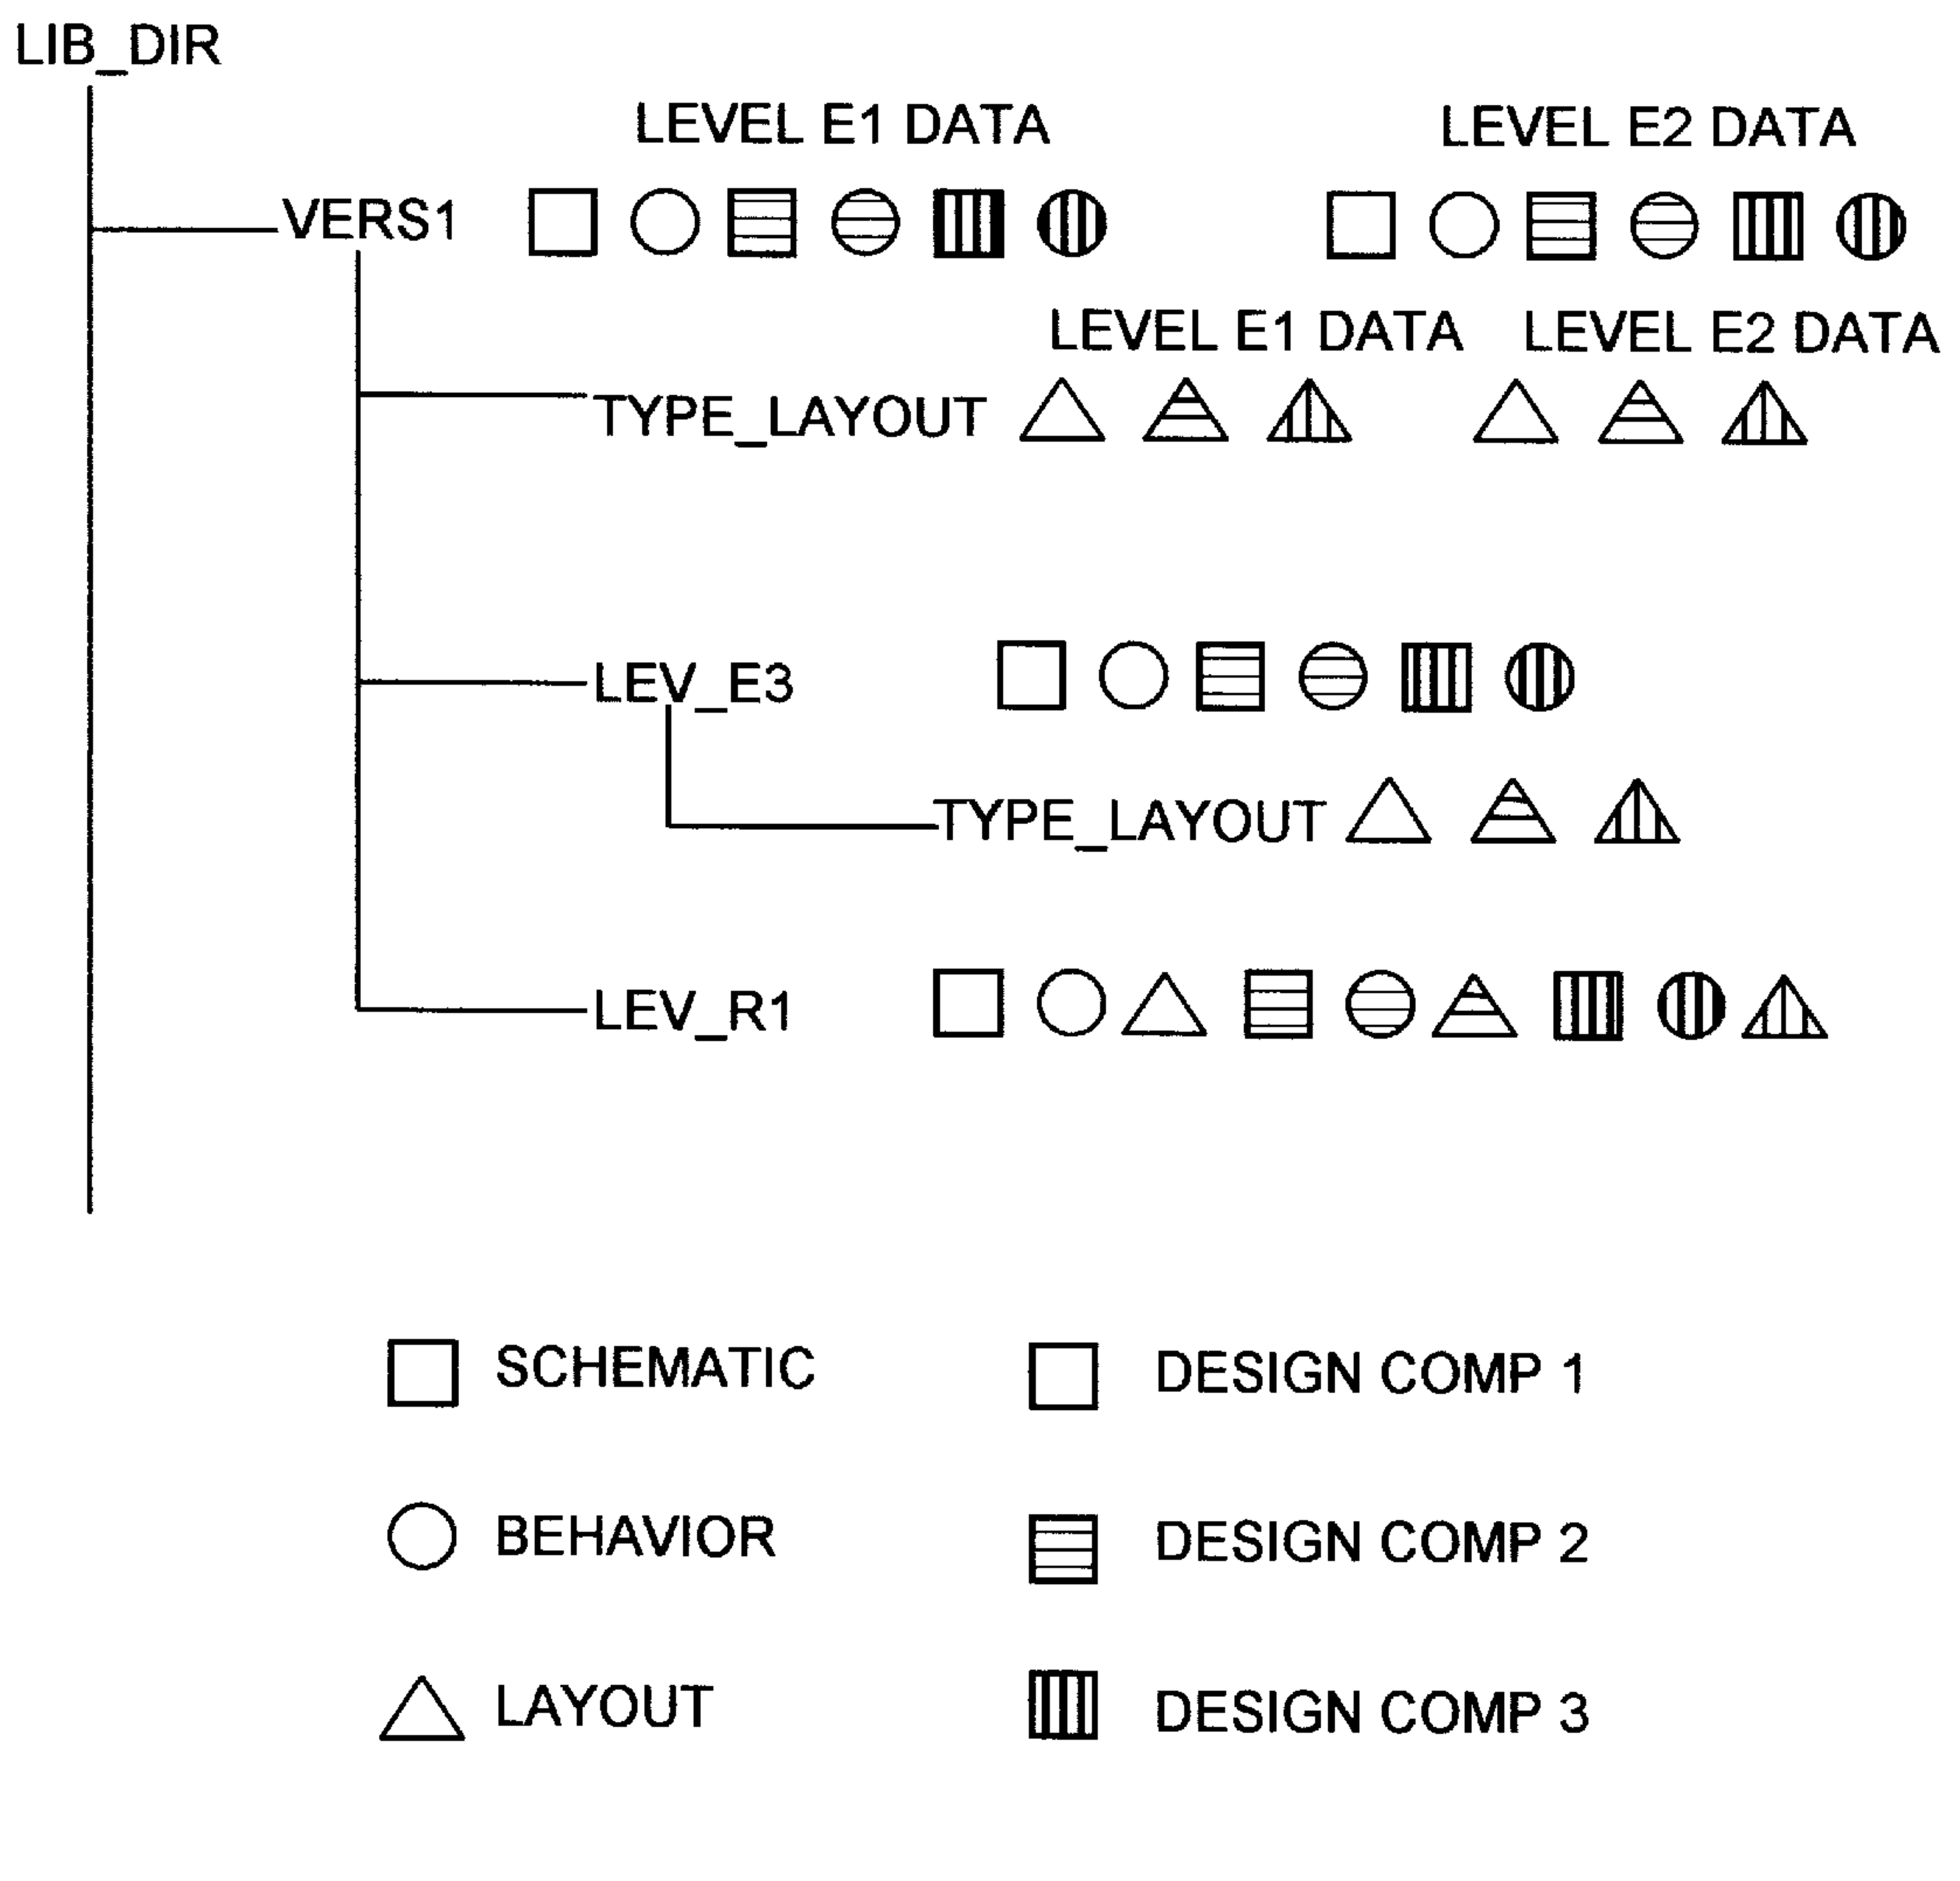 LIB_DIR
LEVEL E1 DATA LEVEL E2 DATA
VERS1
LEVEL E1 DATA LEVEL E2 DATA
TYPE_LAYOUT
LEV_E3
TYPE_LAYOUT
LEV_R1
SCHEMATIC DESIGN COMP 1
BEHAVIOR DESIGN COMP 2
LAYOUT DESIGN COMP 3